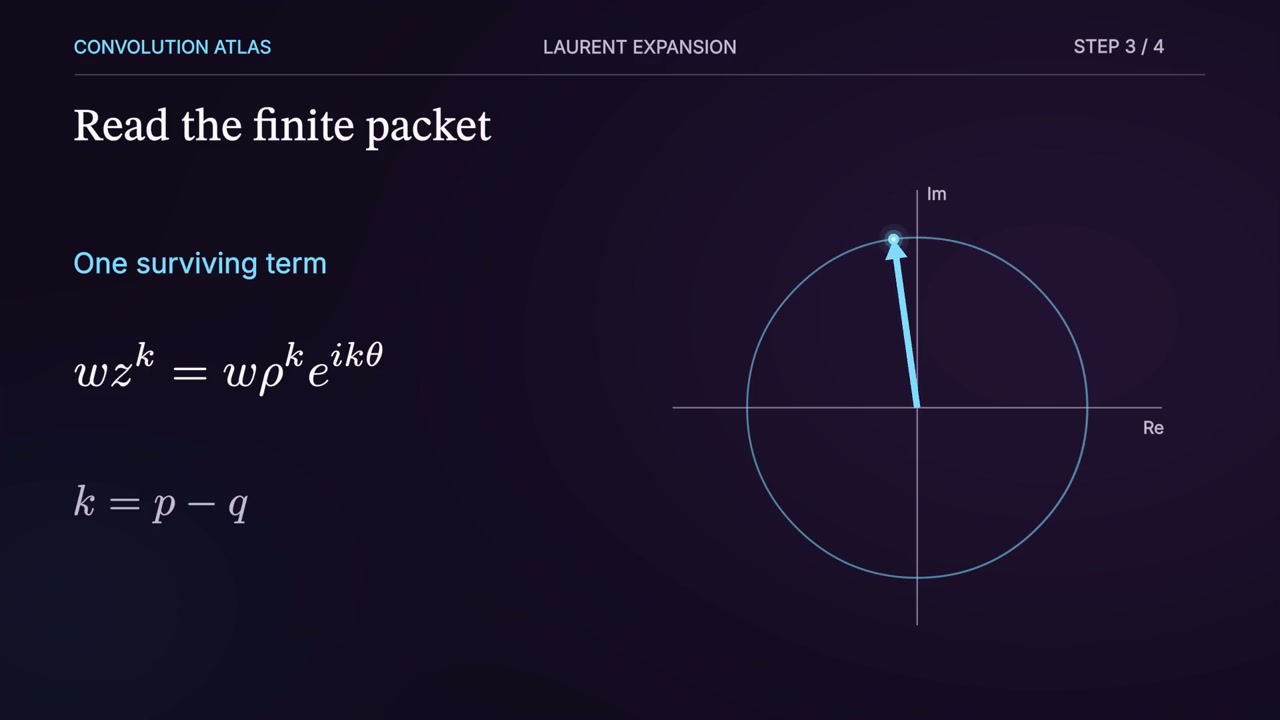 CONVOLUTION ATLAS
LAURENT EXPANSION
STEP 3 / 4
Read the finite packet
One surviving term
wz^k = wρ^k e^{ikθ}
k = p − q
Im
Re